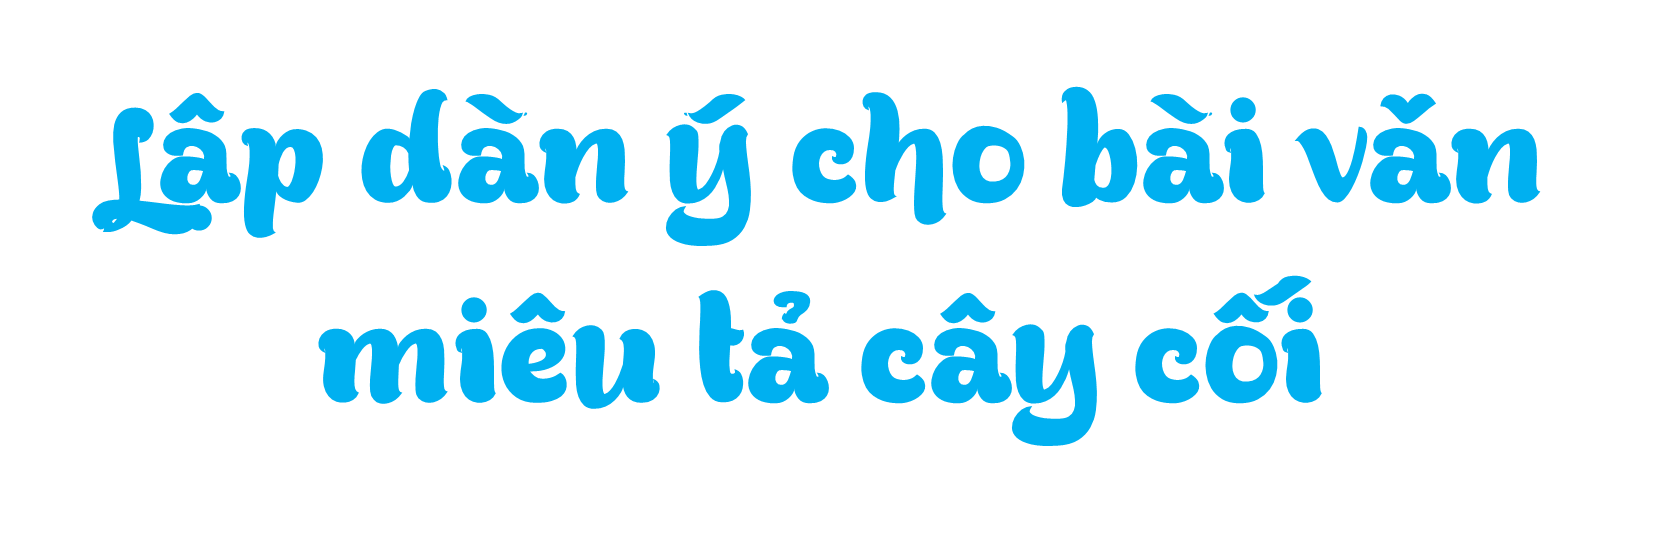 Lập dàn ý cho bài văn
miêu tả cây cối